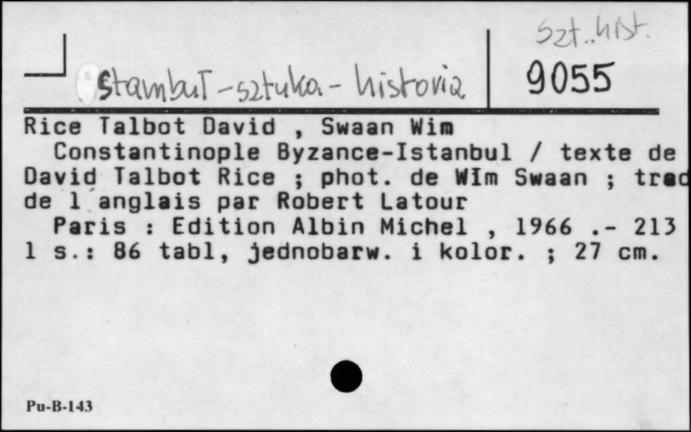 Szt. hist.
Stambuł - sztuka - historia
9055
Rice Talbot David , Swaan Wim
Constantinople Byzance-Istanbul / texte de
David Talbot Rice ; phot. de WIm Swaan ; trad
de l anglais par Robert Latour
Paris : Edition Albin Michel , 1966 .- 213
1 s.: 86 tabl, jednobarw. i kolor. ; 27 cm.
Pu-B-143